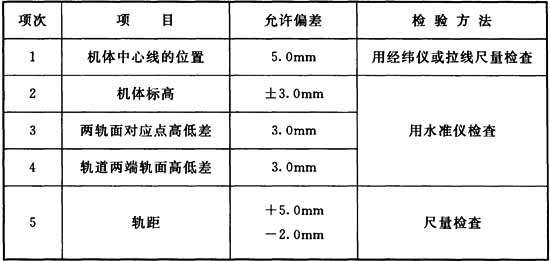 项次 项 目 允许偏差 检 验 方 法
1 机体中心线的位置 5.0mm 用经纬仪或拉线尺量检查
2 机体标高 ±3.0mm
3 两轨面对应点高低差 3.0mm 用水准仪检查
4 轨道两端轨面高低差 3.0mm
5 轨距 +5.0mm 尺量检查
-2.0mm